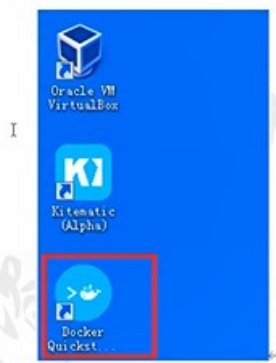 Oracle VM
VirtualBox
K
Kitematic
(Alpha)
Docker
Quickst...